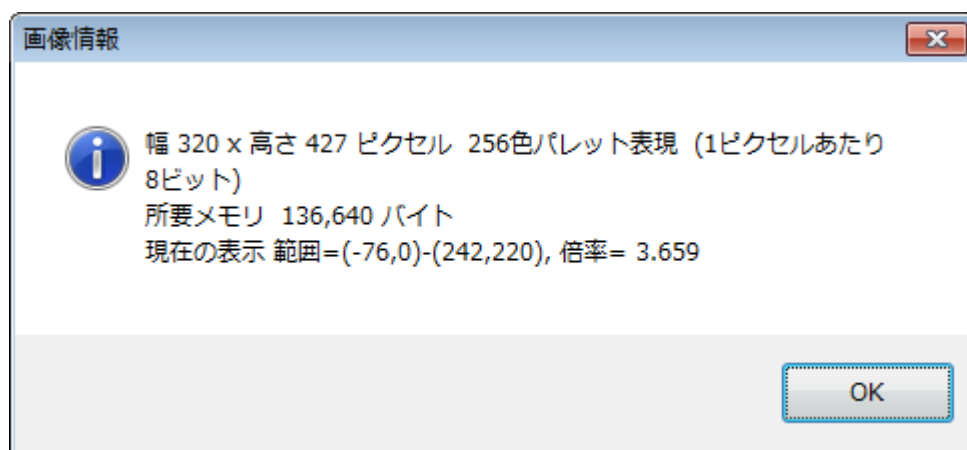 画像情報
幅 320 x 高さ 427 ピクセル  256色パレット表現  (1ピクセルあたり
8ビット)
所要メモリ  136,640 バイト
現在の表示 範囲=(-76,0)-(242,220), 倍率= 3.659
OK